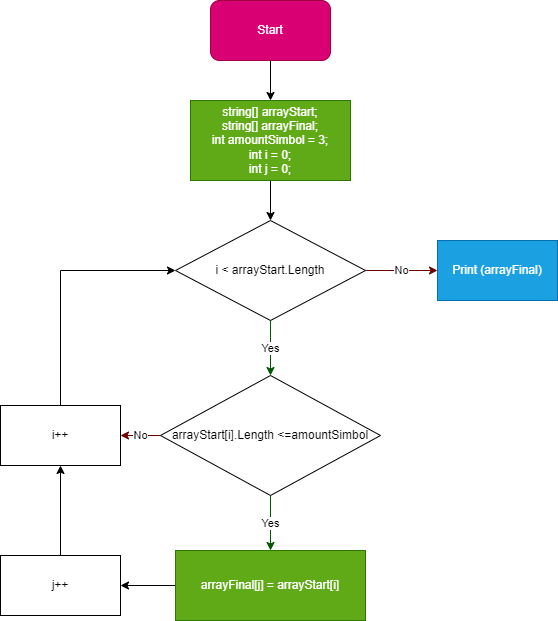 Start
string[] arrayStart;
string[] arrayFinal;
int amountSimbol = 3;
int i = 0;
int j = 0;
i < arrayStart.Length
No
Print (arrayFinal)
Yes
i++
No
arrayStart[i].Length <=amountSimbol
Yes
j++
arrayFinal[j] = arrayStart[i]